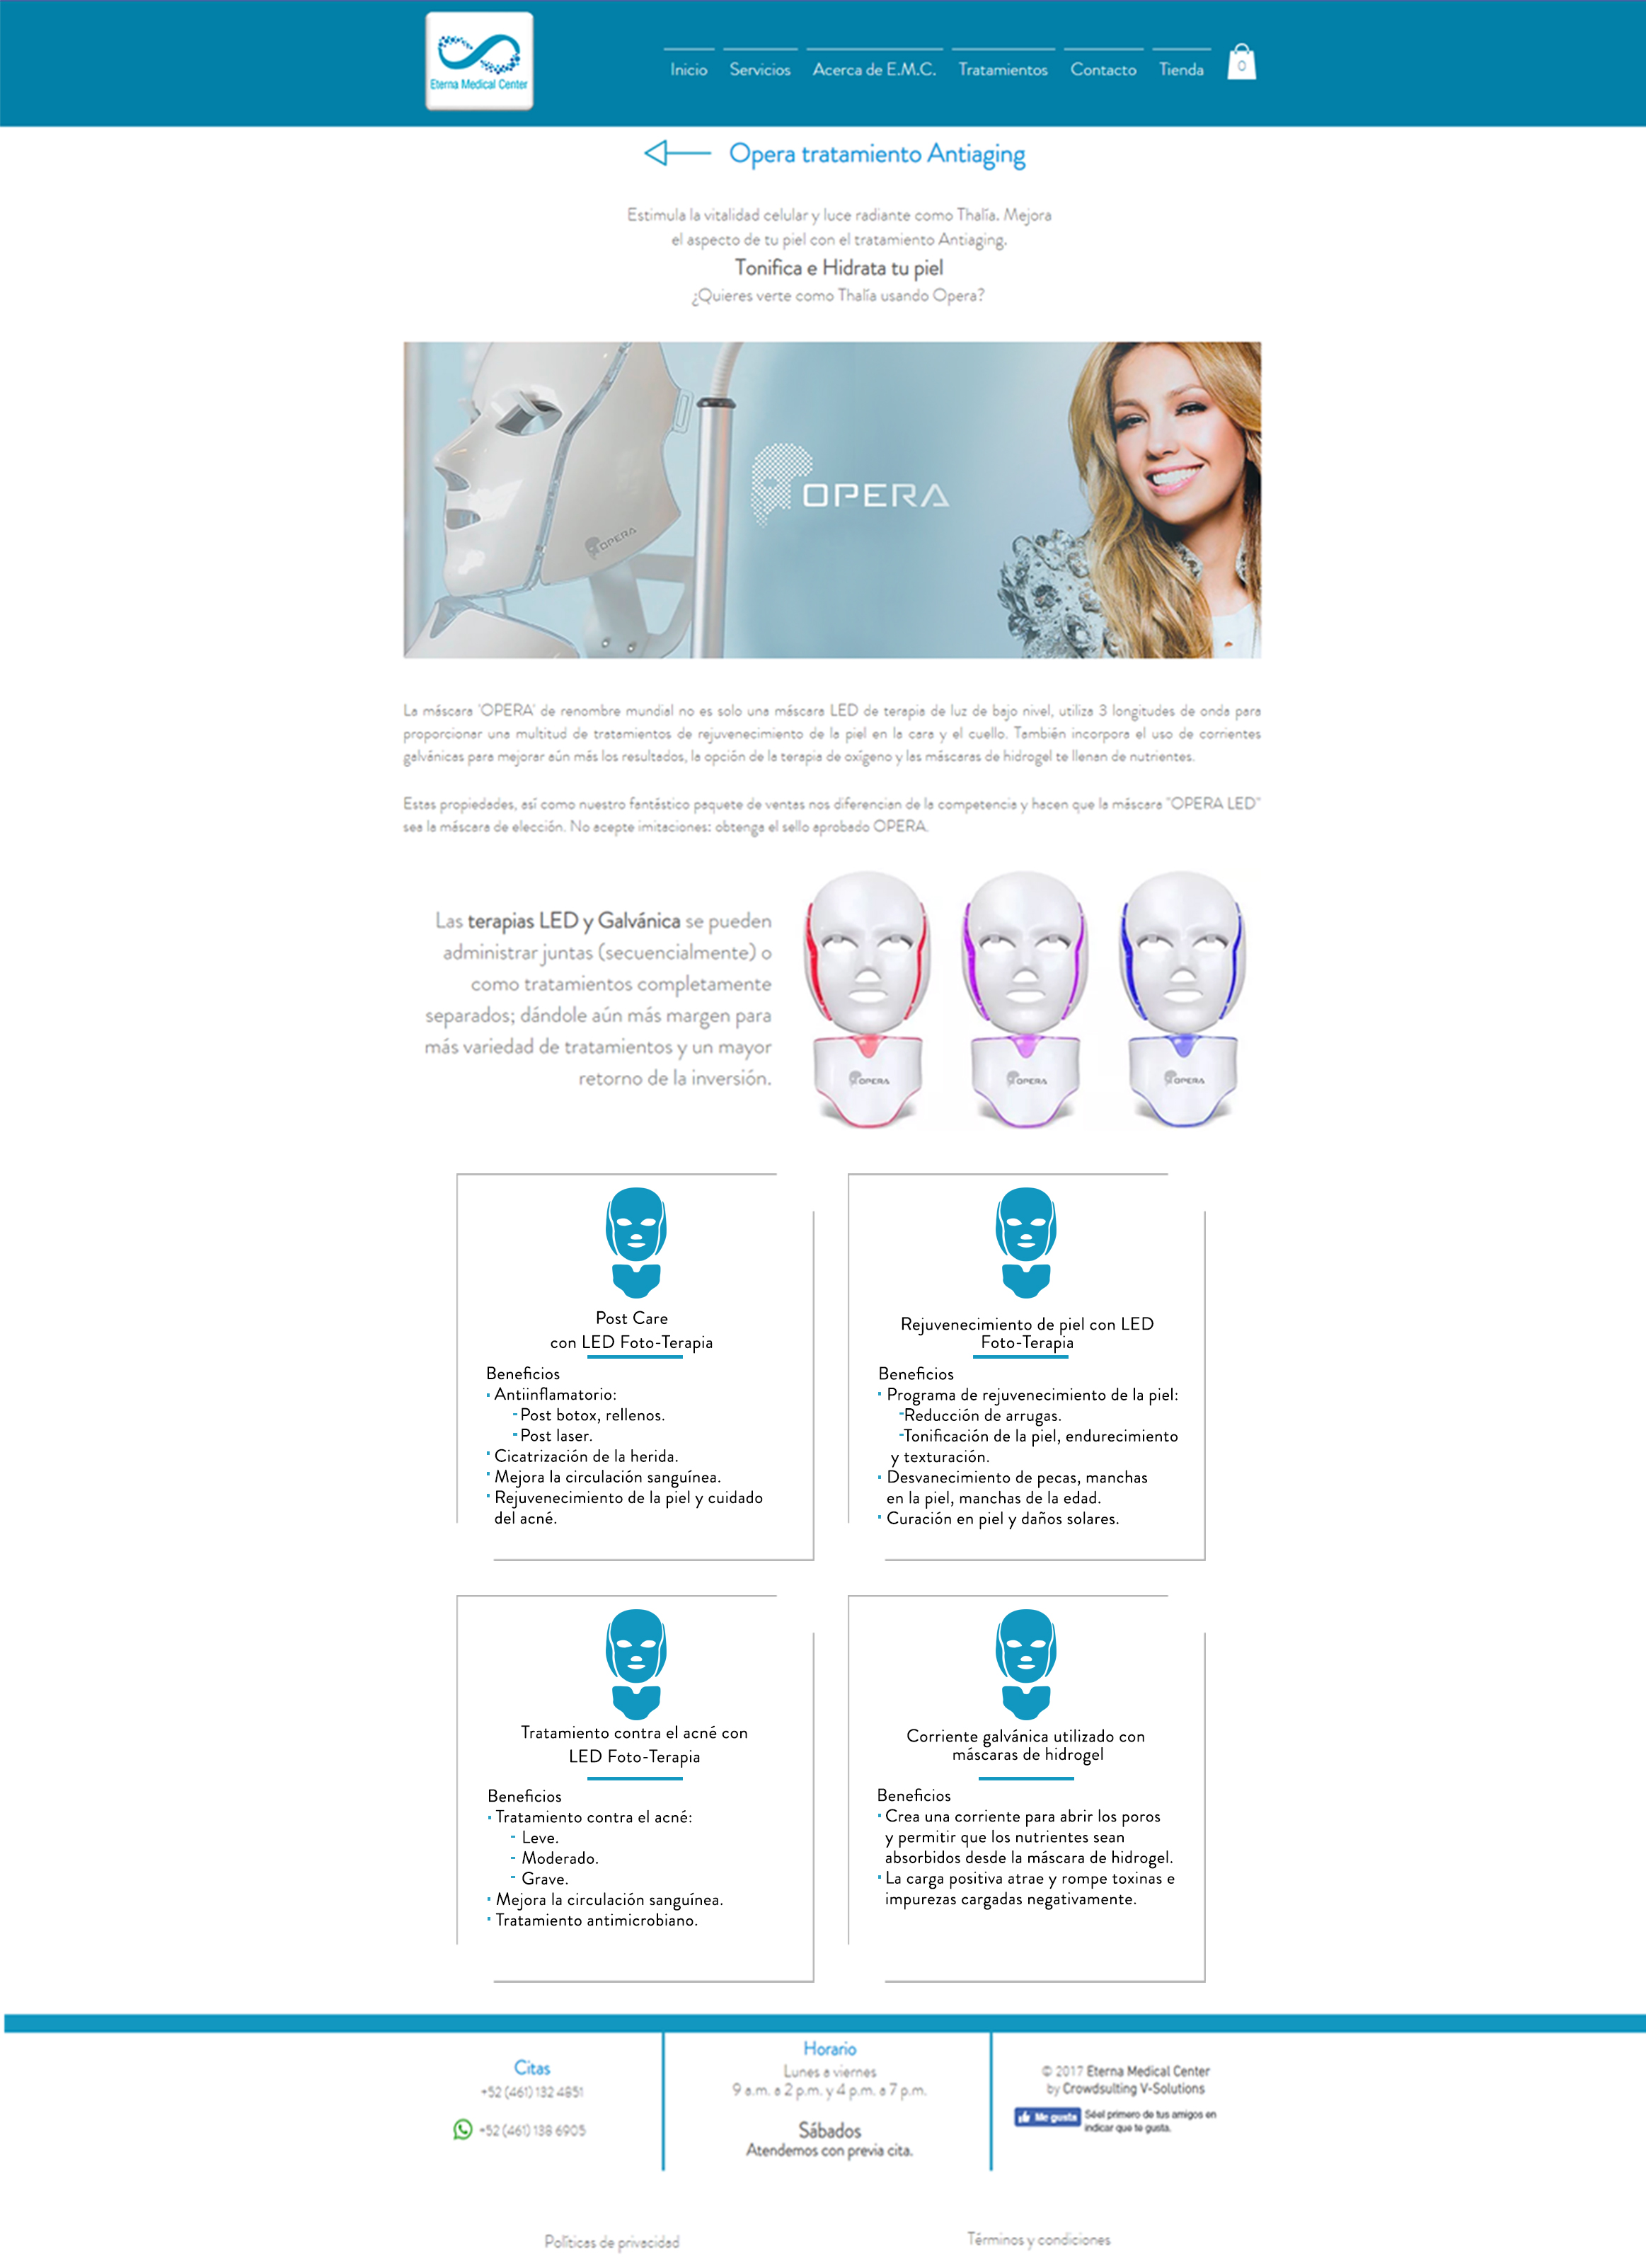 Eterna Medical Center
Inicio
Servicios
Acerca de E.M.C.
Tratamientos
Contacto
Tienda
0
Opera tratamiento Antiaging
Estimula la vitalidad celular y luce radiante como Thalía. Mejora
el aspecto de tu piel con el tratamiento Antiaging.
Tonifica e Hidrata tu piel
¿Quieres verte como Thalía usando Opera?
OPERA
OPERA
La máscara 'OPERA' de renombre mundial no es solo una máscara LED de terapia de luz de bajo nivel, utiliza 3 longitudes de onda para
proporcionar una multitud de tratamientos de rejuvenecimiento de la piel en la cara y el cuello. También incorpora el uso de corrientes
galvánicas para mejorar aún más los resultados, la opción de la terapia de oxígeno y las máscaras de hidrogel te llenan de nutrientes.
Estas propiedades, así como nuestro fantástico paquete de ventas nos diferencian de la competencia y hacen que la máscara "OPERA LED"
sea la máscara de elección. No acepte imitaciones: obtenga el sello aprobado OPERA.
Las terapias LED y Galvánica se pueden
administrar juntas (secuencialmente) o
como tratamientos completamente
separados; dándole aún más margen para
más variedad de tratamientos y un mayor
retorno de la inversión.
OPERA
OPERA
OPERA
Post Care
con LED Foto-Terapia
Beneficios
· Antiinflamatorio:
- Post botox, rellenos.
- Post laser.
· Cicatrización de la herida.
· Mejora la circulación sanguínea.
· Rejuvenecimiento de la piel y cuidado
del acné.
Rejuvenecimiento de piel con LED
Foto-Terapia
Beneficios
· Programa de rejuvenecimiento de la piel:
-Reducción de arrugas.
-Tonificación de la piel, endurecimiento
y texturación.
· Desvanecimiento de pecas, manchas
en la piel, manchas de la edad.
· Curación en piel y daños solares.
Tratamiento contra el acné con
LED Foto-Terapia
Beneficios
· Tratamiento contra el acné:
- Leve.
- Moderado.
- Grave.
· Mejora la circulación sanguínea.
· Tratamiento antimicrobiano.
Corriente galvánica utilizado con
máscaras de hidrogel
Beneficios
· Crea una corriente para abrir los poros
y permitir que los nutrientes sean
absorbidos desde la máscara de hidrogel.
· La carga positiva atrae y rompe toxinas e
impurezas cargadas negativamente.
Citas
+52 (461) 132 4851
+52 (461) 138 6905
Horario
Lunes a viernes
9 a.m. a 2 p.m. y 4 p.m. a 7 p.m.
Sábados
Atendemos con previa cita.
© 2017 Eterna Medical Center
by Crowdsulting V-Solutions
Me gusta
Sé el primero de tus amigos en
indicar que te gusta.
Políticas de privacidad
Términos y condiciones